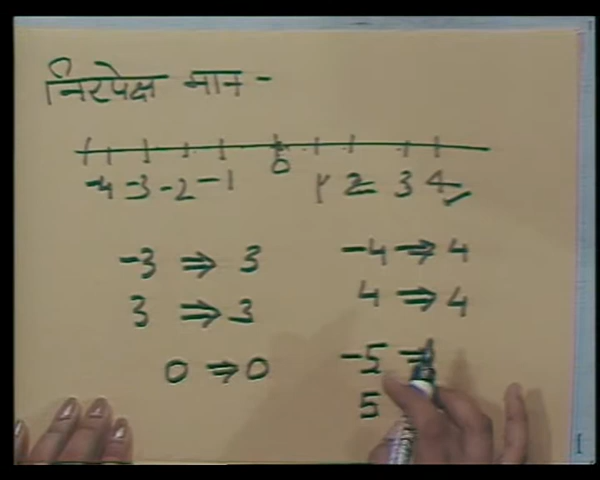 निरपेक्ष मान -
0
-4 -3 -2 -1 1 2 3 4
-3 ⇒ 3 -4 ⇒ 4
3 ⇒ 3 4 ⇒ 4
0 ⇒ 0 -5 ⇒
5